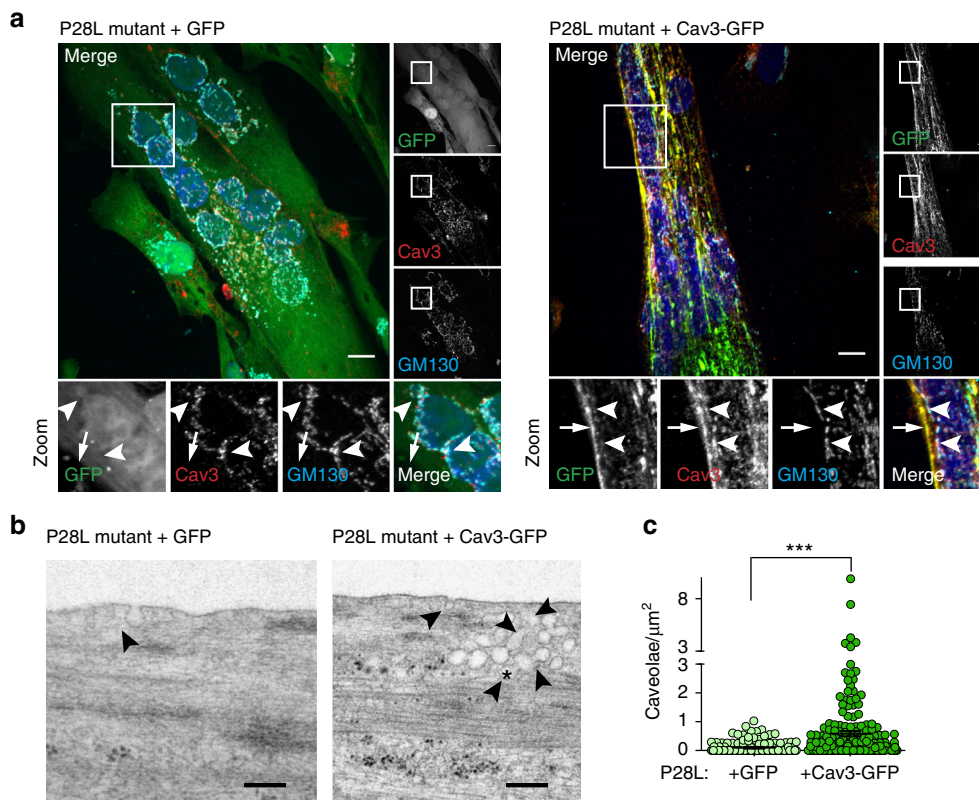 a
P28L mutant + GFP
Merge
GFP
Cav3
GM130
Zoom
GFP
Cav3
GM130
Merge
P28L mutant + Cav3-GFP
Merge
GFP
Cav3
GM130
Zoom
GFP
Cav3
GM130
Merge
b
P28L mutant + GFP
P28L mutant + Cav3-GFP
*
c
***
Caveolae/μm²
8
3
3
2
1
0
P28L: +GFP +Cav3-GFP